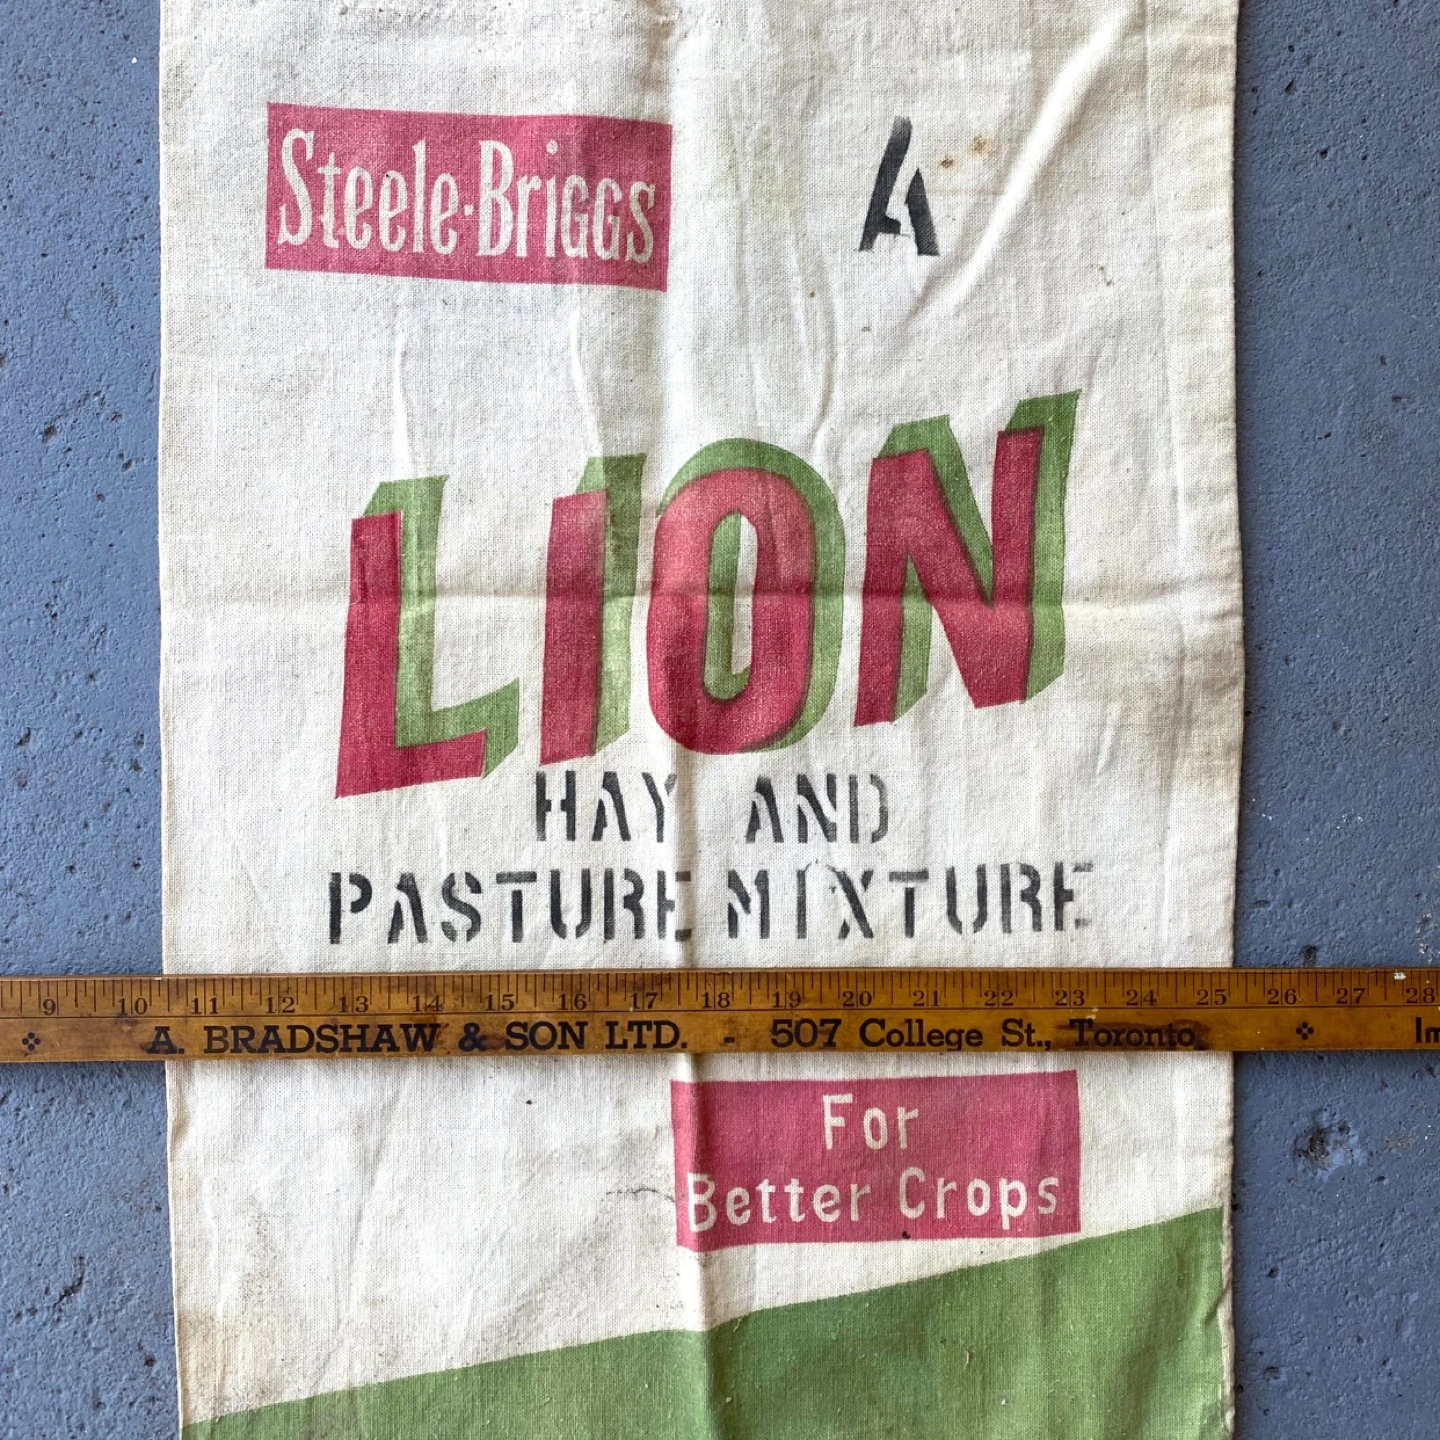 Steele·Briggs
A
LION
HAY AND
PASTURE MIXTURE
9 10 11 12 13 14 15 16 17 18 19 20 21 22 23 24 25 26 27 28
A. BRADSHAW & SON LTD. - 507 College St., Toronto
For
Better Crops